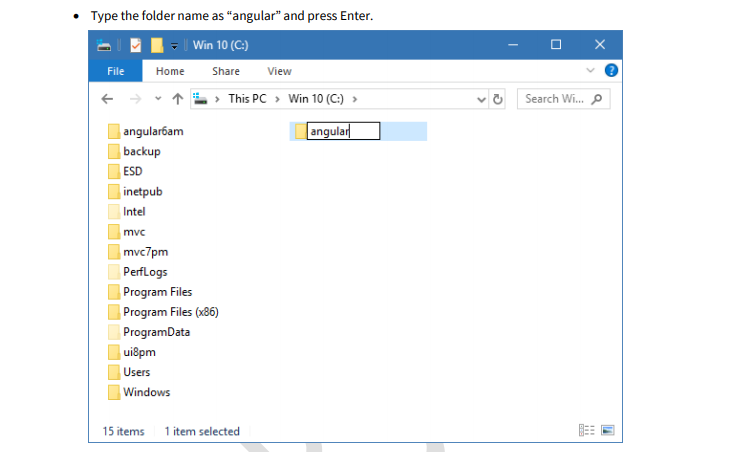 • Type the folder name as “angular” and press Enter.
Win 10 (C:)
File Home Share View
This PC > Win 10 (C:) > Search Wi...
angular6am
angular
backup
ESD
inetpub
Intel
mvc
mvc7pm
PerfLogs
Program Files
Program Files (x86)
ProgramData
ui8pm
Users
Windows
15 items 1 item selected